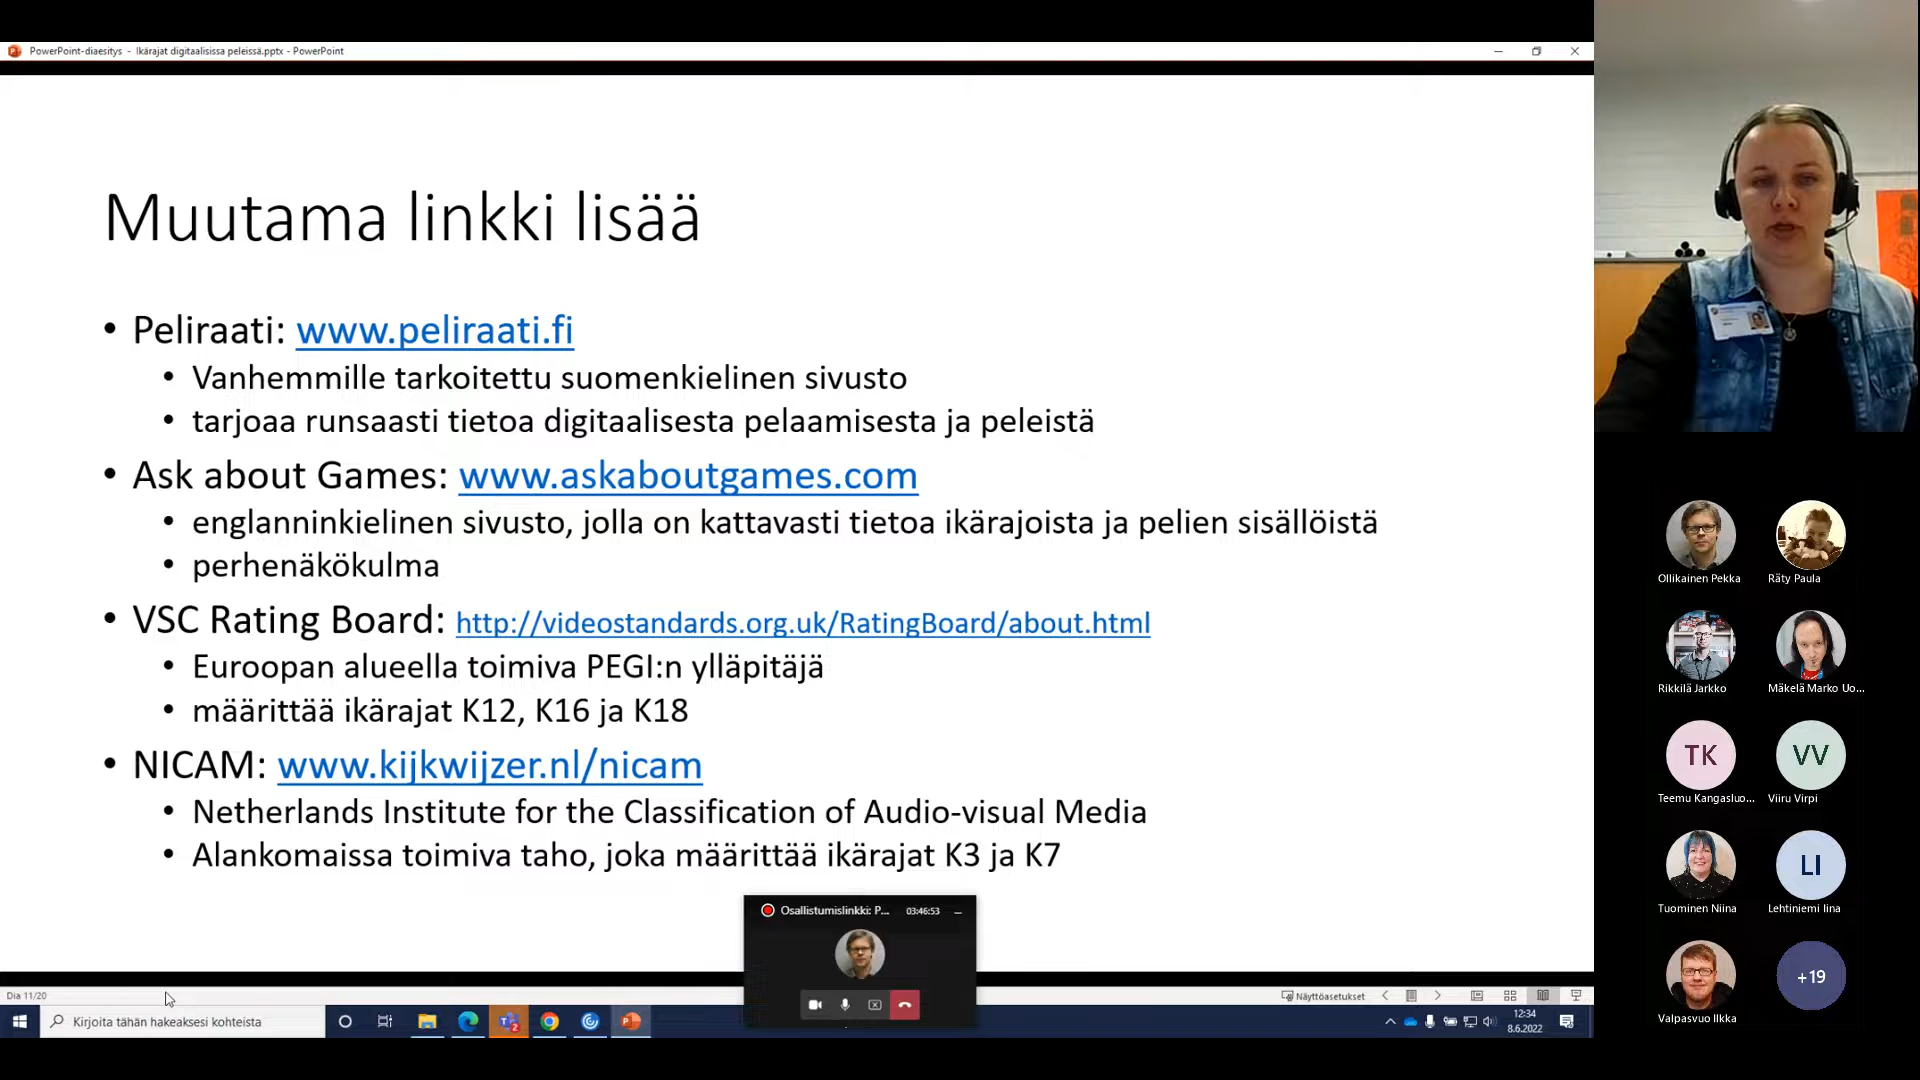 PowerPoint-diaesitys - Ikärajat digitaalisissa peleissä.pptx - PowerPoint
Muutama linkki lisää
• Peliraati: www.peliraati.fi
• Vanhemmille tarkoitettu suomenkielinen sivusto
• tarjoaa runsaasti tietoa digitaalisesta pelaamisesta ja peleistä
• Ask about Games: www.askaboutgames.com
• englanninkielinen sivusto, jolla on kattavasti tietoa ikärajoista ja pelien sisällöistä
• perhenäkökulma
• VSC Rating Board: http://videostandards.org.uk/RatingBoard/about.html
• Euroopan alueella toimiva PEGI:n ylläpitäjä
• määrittää ikärajat K12, K16 ja K18
• NICAM: www.kijkwijzer.nl/nicam
• Netherlands Institute for the Classification of Audio-visual Media
• Alankomaissa toimiva taho, joka määrittää ikärajat K3 ja K7
Osallistumislinkki: P... 03:46:53
Dia 11/20
Näyttöasetukset
Kirjoita tähän hakeaksesi kohteista
12:34
8.6.2022
Ollikainen Pekka
Räty Paula
Rikkilä Jarkko
Mäkelä Marko Uo...
TK
VV
Teemu Kangasluo...
Viiru Virpi
LI
Tuominen Niina
Lehtiniemi Iina
+19
Valpasvuo Ilkka